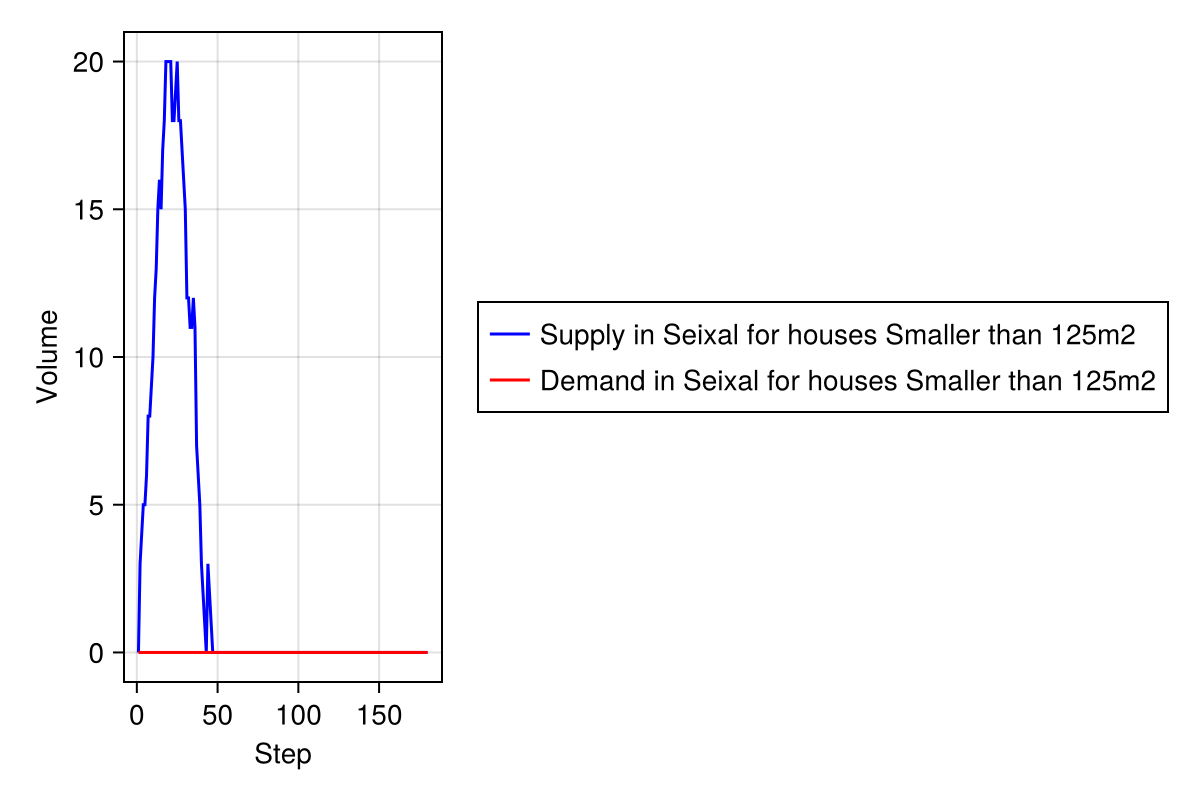 20
15
10
5
0
Volume
0 50 100 150
Step
Supply in Seixal for houses Smaller than 125m2
Demand in Seixal for houses Smaller than 125m2